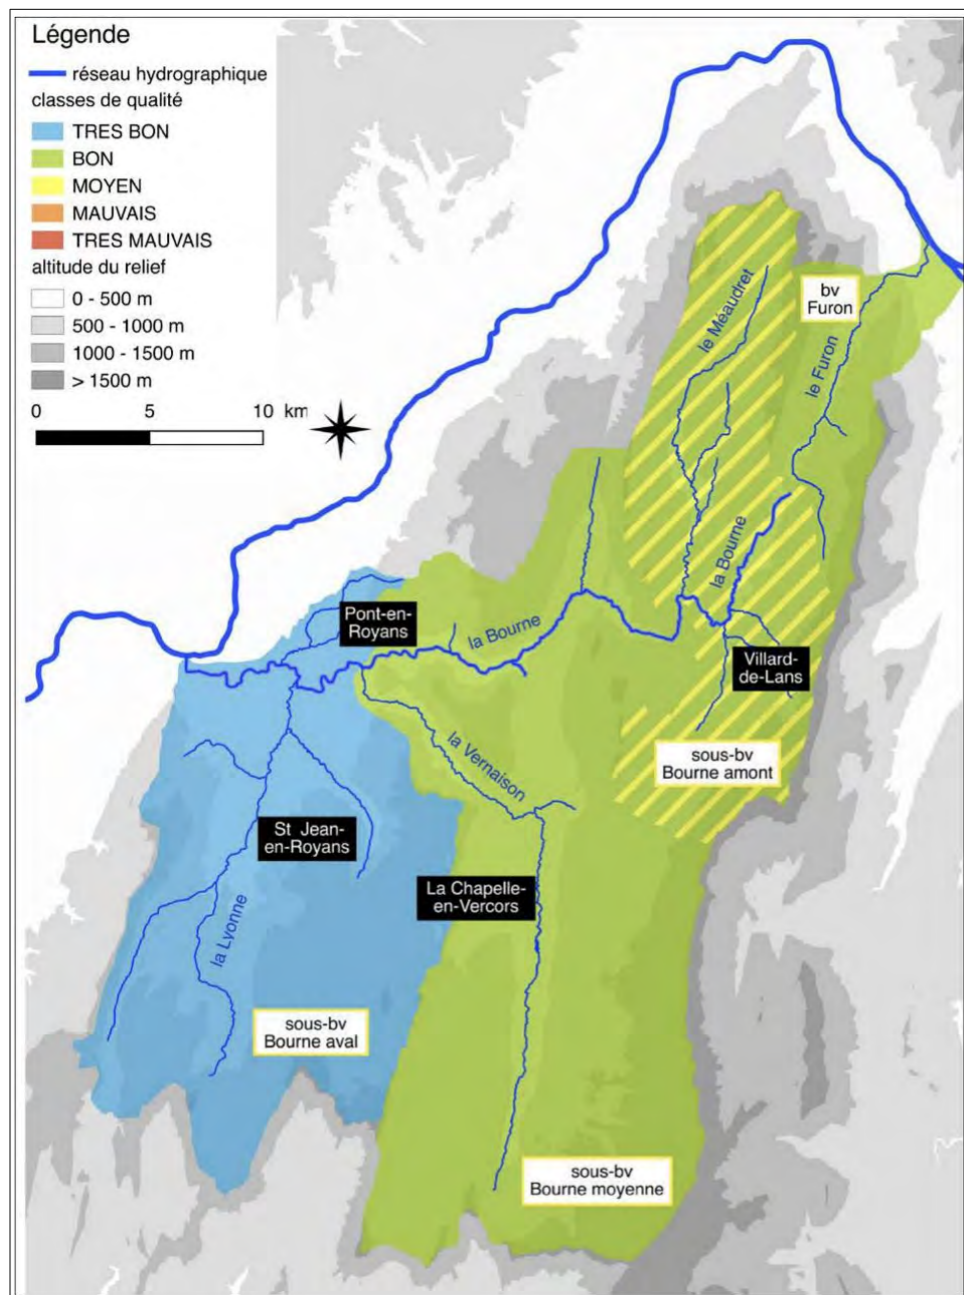 Légende
réseau hydrographique
classes de qualité
TRES BON
BON
MOYEN
MAUVAIS
TRES MAUVAIS
altitude du relief
0 - 500 m
500 - 1000 m
1000 - 1500 m
> 1500 m
0 5 10 km
le Méaudret
bv
Furon
le Furon
la Bourne
Pont-en-
Royans
la Bourne
Villard-
de-Lans
la Vernaison
sous-bv
Bourne amont
St Jean-
en-Royans
La Chapelle-
en-Vercors
la Lyonne
sous-bv
Bourne aval
sous-bv
Bourne moyenne